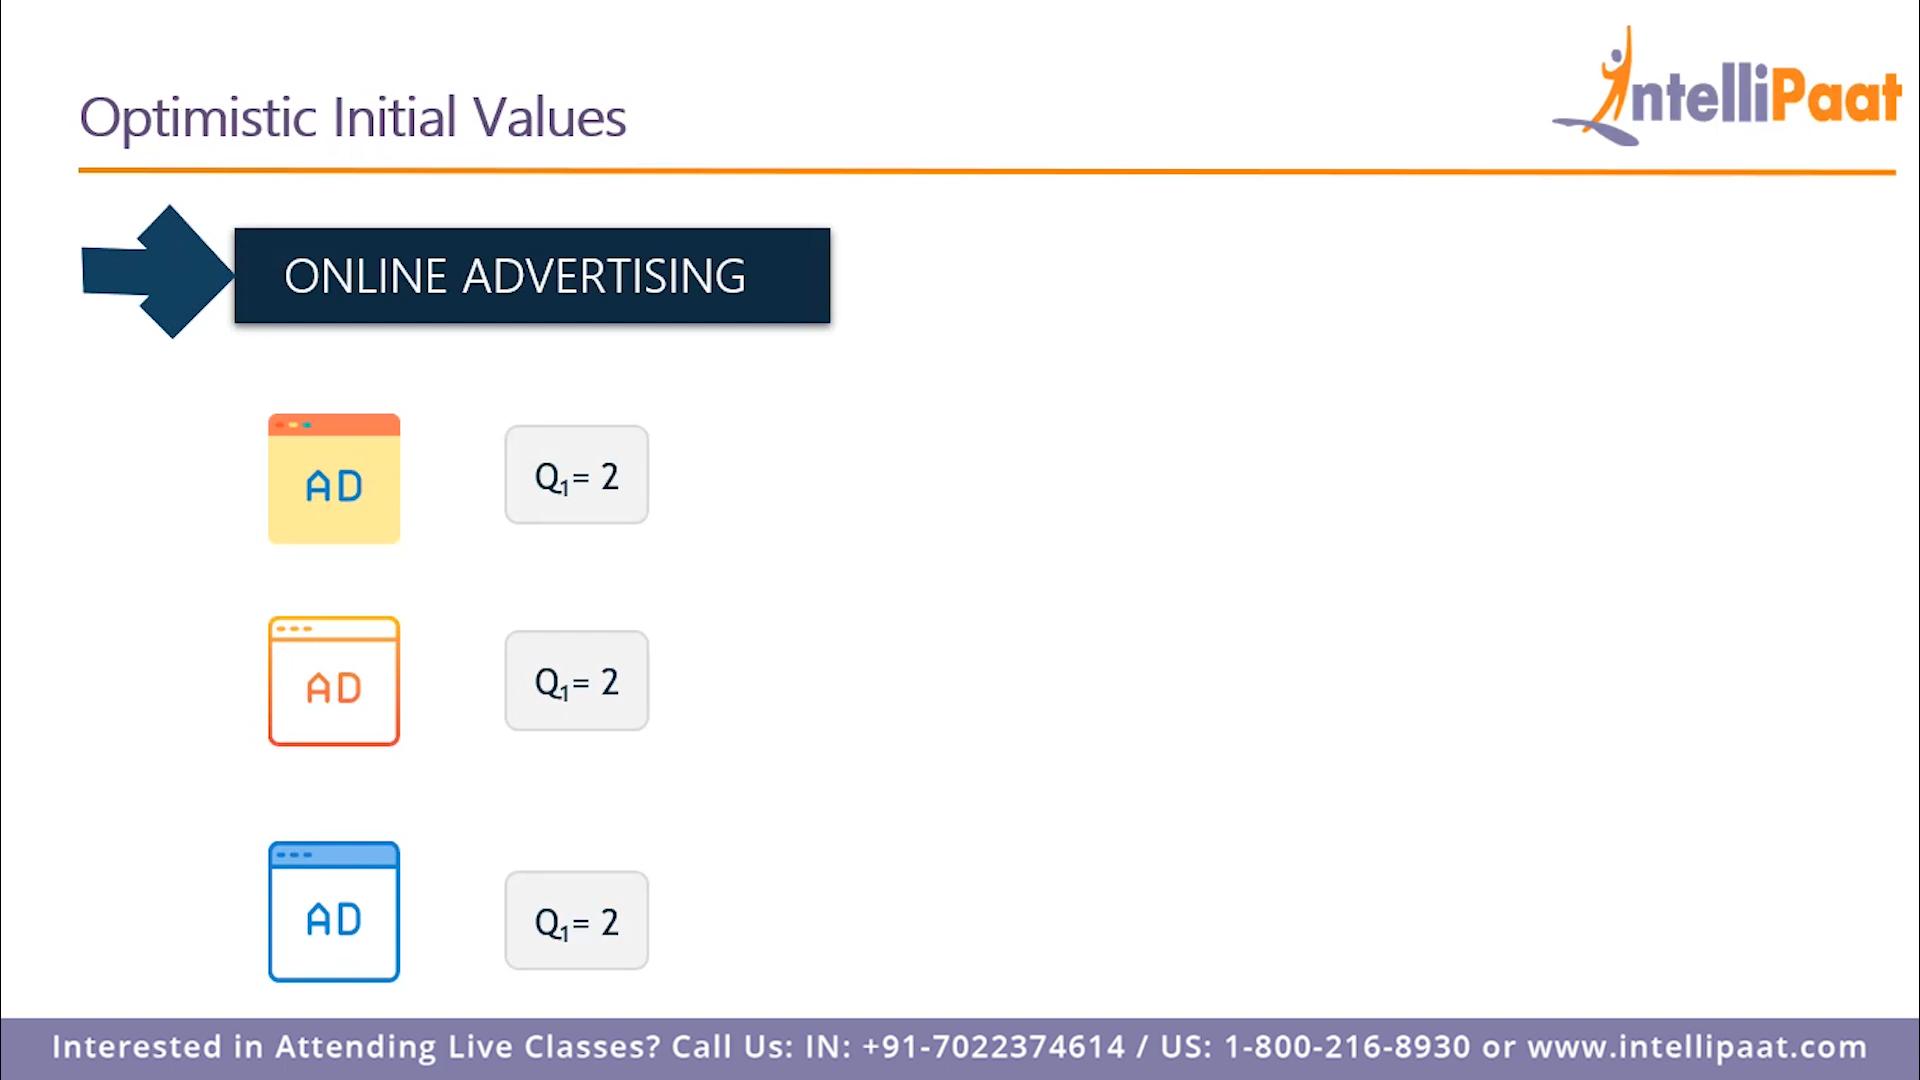 IntelliPaat
Optimistic Initial Values
ONLINE ADVERTISING
AD
Q₁= 2
AD
Q₁= 2
AD
Q₁= 2
Interested in Attending Live Classes? Call Us: IN: +91-7022374614 / US: 1-800-216-8930 or www.intellipaat.com